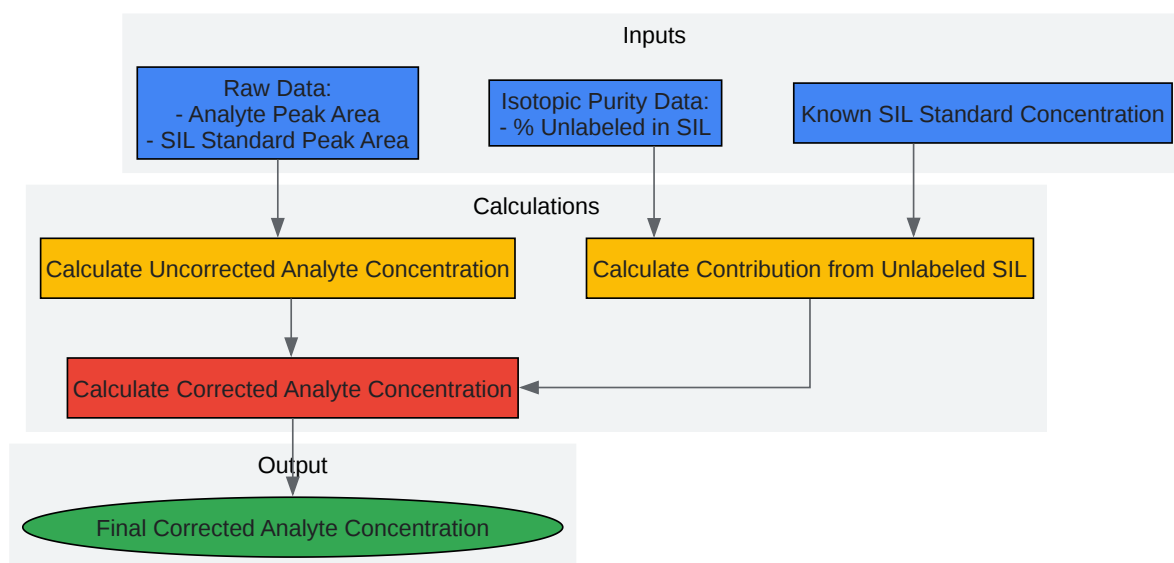 Inputs
Raw Data:
- Analyte Peak Area
- SIL Standard Peak Area
Isotopic Purity Data:
- % Unlabeled in SIL
Known SIL Standard Concentration
Calculations
Calculate Uncorrected Analyte Concentration
Calculate Contribution from Unlabeled SIL
Calculate Corrected Analyte Concentration
Output
Final Corrected Analyte Concentration